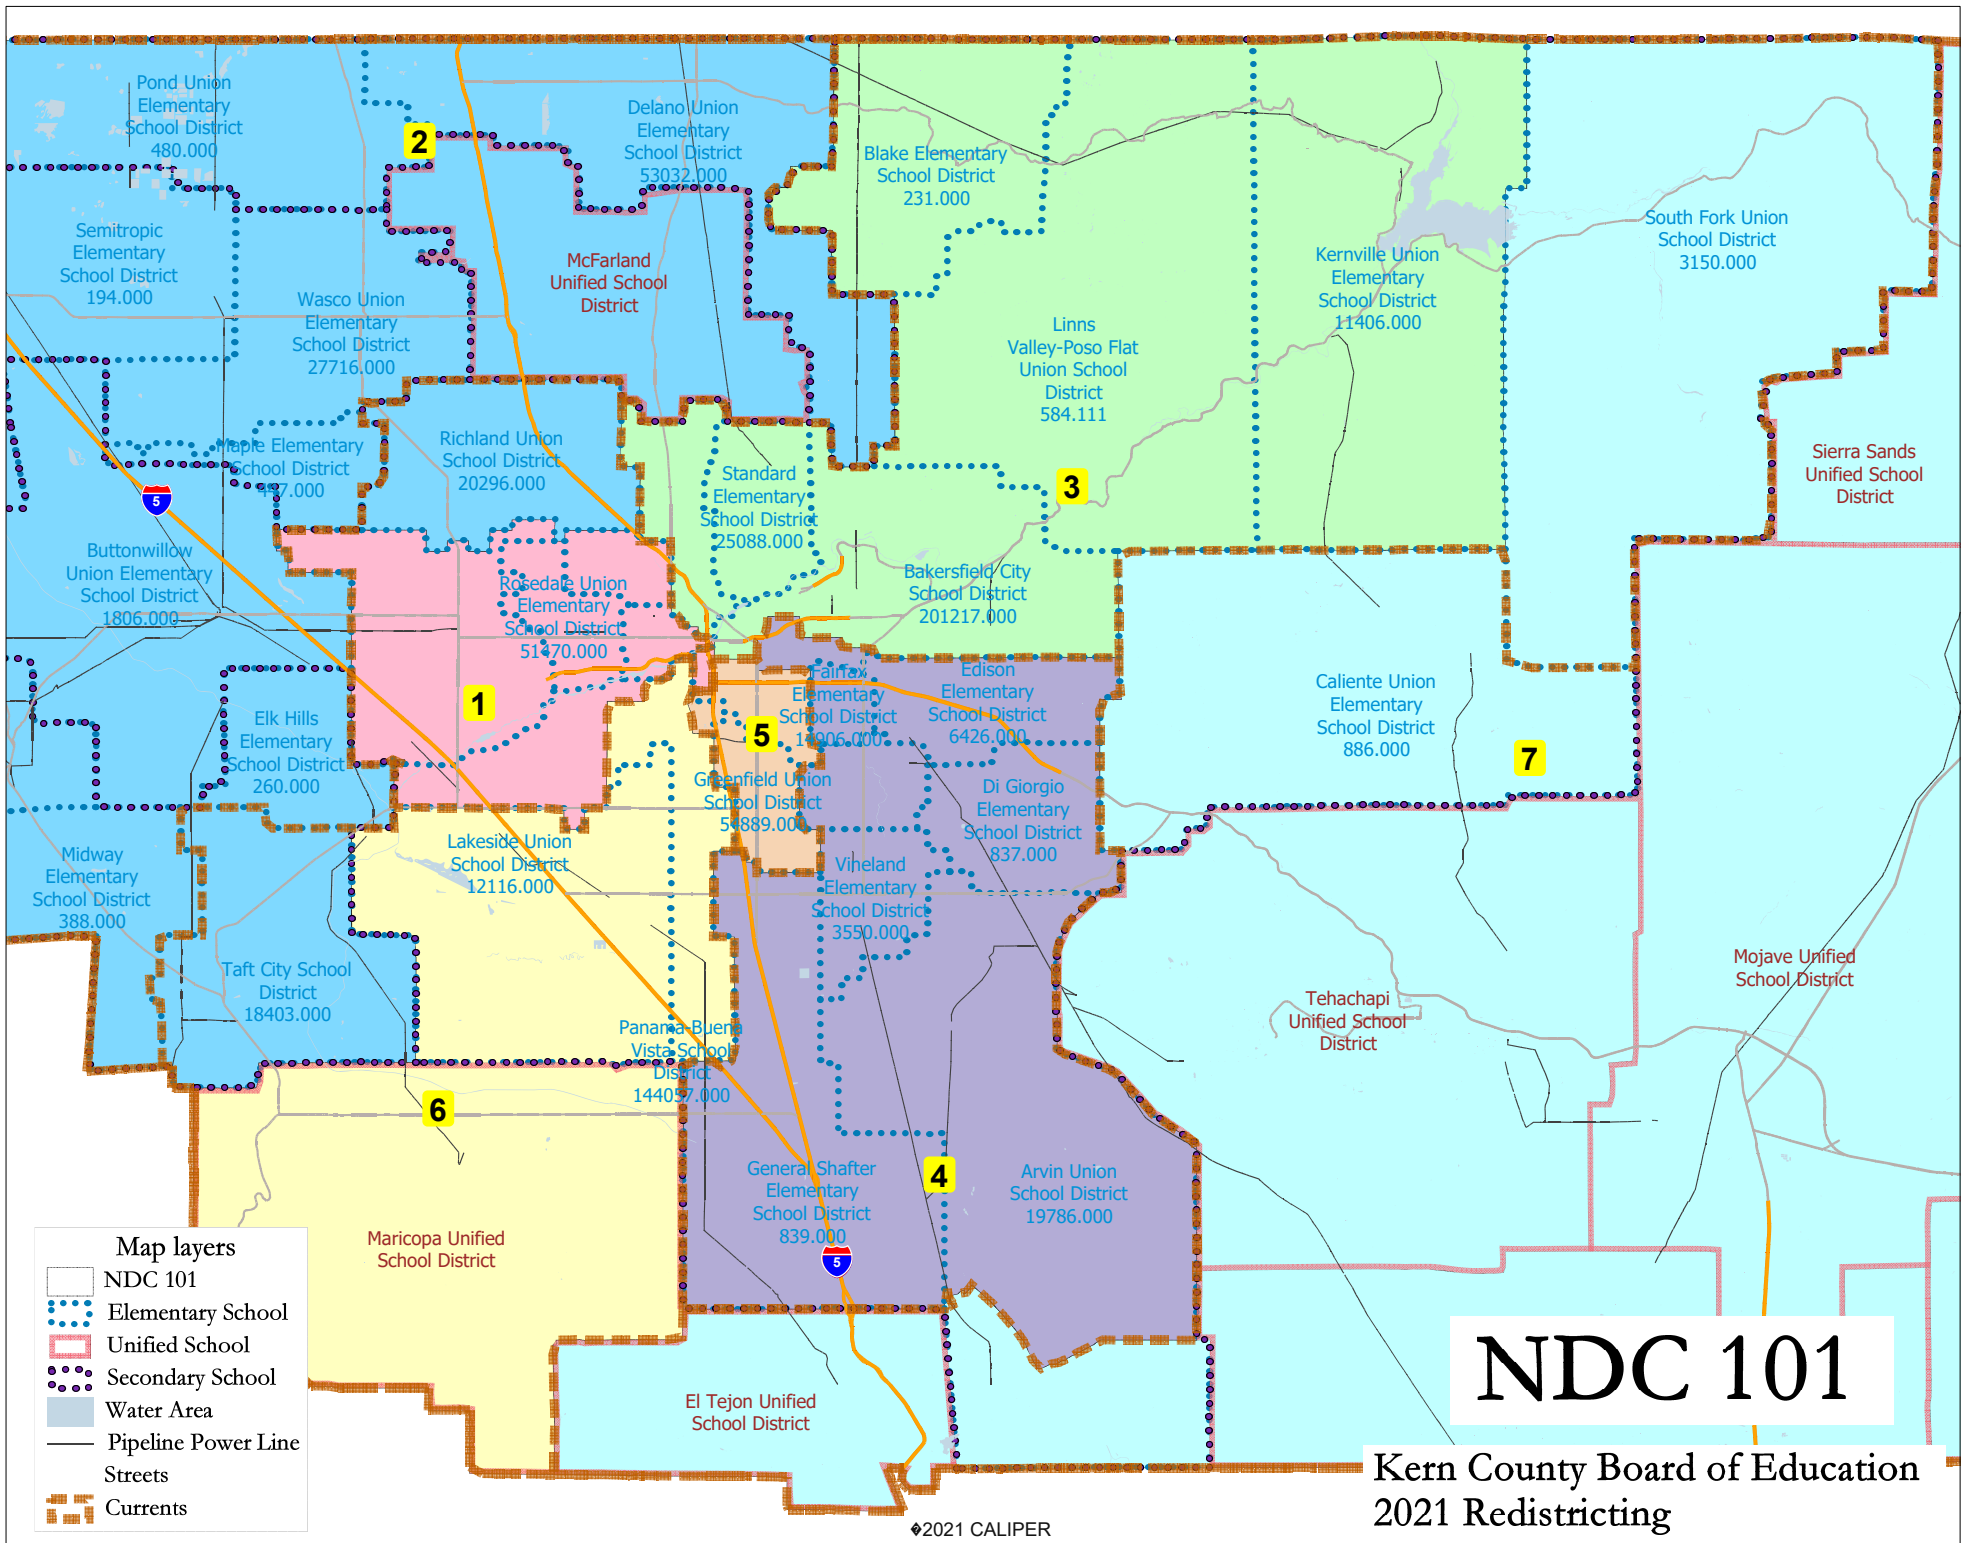 Pond Union
Elementary
School District
480.000
2
Delano Union
Elementary
School District
53032.000
Blake Elementary
School District
231.000
Semitropic
Elementary
School District
194.000
McFarland
Unified School
District
Kernville Union
Elementary
School District
11406.000
South Fork Union
School District
3150.000
Wasco Union
Elementary
School District
27716.000
Linns
Valley-Poso Flat
Union School
District
584.111
Maple Elementary
School District
Richland Union
School District
20296.000
Standard
Elementary
School District
25088.000
3
Sierra Sands
Unified School
District
5
Buttonwillow
Union Elementary
School District
1806.000
Rosedale Union
Elementary
School District
51470.000
Bakersfield City
School District
201217.000
1
Elk Hills
Elementary
School District
260.000
5
Fairfax
Elementary
School District
Edison
Elementary
School District
6426.000
Caliente Union
Elementary
School District
886.000
7
Greenfield Union
School District
54889.000
Di Giorgio
Elementary
School District
837.000
Midway
Elementary
School District
388.000
Lakeside Union
School District
12116.000
Vineland
Elementary
School District
3550.000
Taft City School
District
18403.000
Panama-Buena
Vista School
District
144057.000
Tehachapi
Unified School
District
Mojave Unified
School District
6
General Shafter
Elementary
School District
839.000
4
Arvin Union
School District
19786.000
5
Maricopa Unified
School District
El Tejon Unified
School District
Map layers
NDC 101
Elementary School
Unified School
Secondary School
Water Area
Pipeline Power Line
Streets
Currents
NDC 101
Kern County Board of Education
2021 Redistricting
�2021 CALIPER